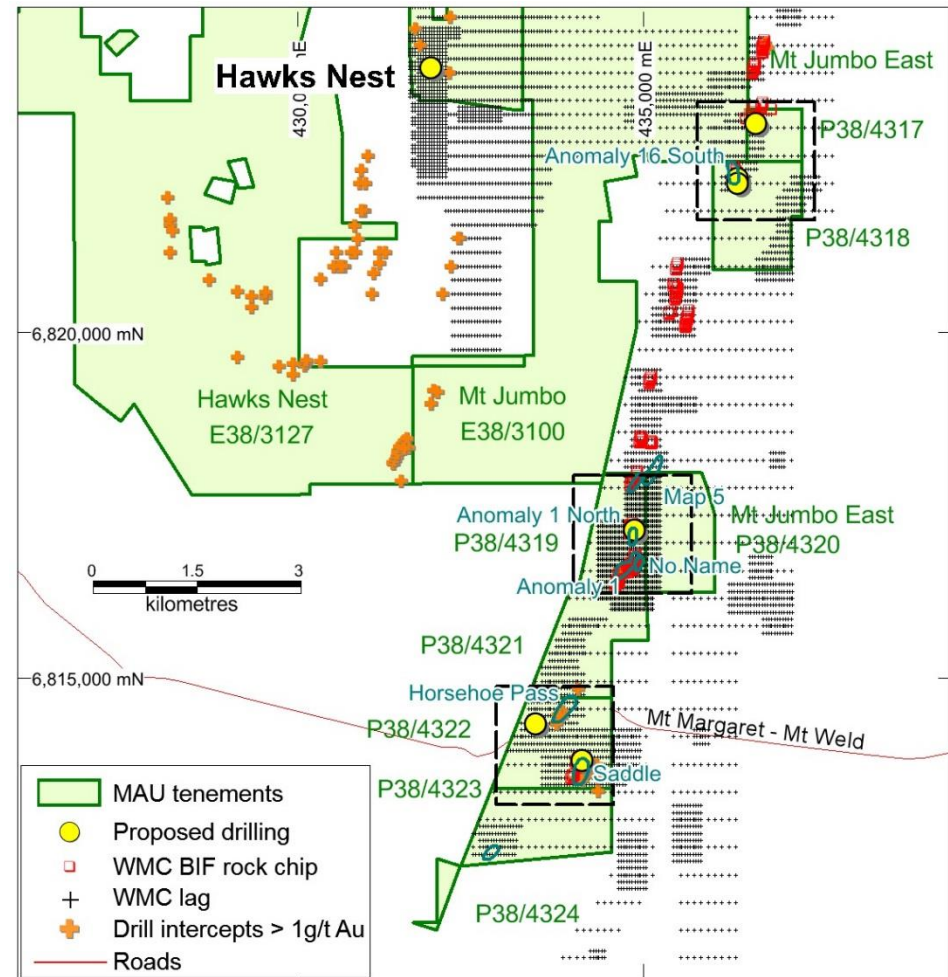 Hawks Nest
430,000 mE
435,000 mE
Mt Jumbo East
P38/4317
Anomaly 16 South
P38/4318
6,820,000 mN
Hawks Nest
E38/3127
Mt Jumbo
E38/3100
Map 5
Anomaly 1 North
P38/4319
Mt Jumbo East
P38/4320
No Name
Anomaly 1
0 3
kilometres
P38/4321
6,815,000 mN
Horsehoe Pass
P38/4322
Mt Margaret - Mt Weld
Saddle
P38/4323
P38/4324
MAU tenements
Proposed drilling
WMC BIF rock chip
WMC lag
Drill intercepts > 1g/t Au
Roads